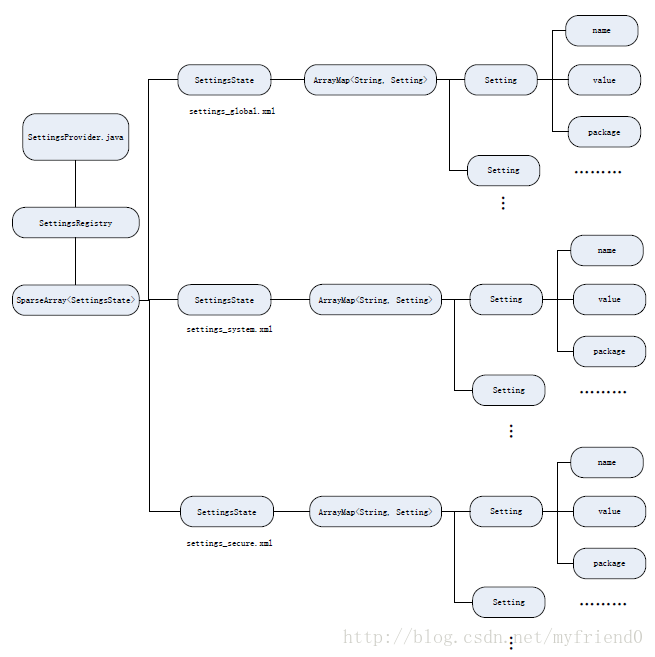 name
SettingsState
ArrayMap<String, Setting>
Setting
value
settings_global.xml
package
SettingsProvider.java
Setting
………
SettingsRegistry
name
SparseArray<SettingsState>
SettingsState
ArrayMap<String, Setting>
Setting
value
settings_system.xml
package
Setting
………
name
SettingsState
ArrayMap<String, Setting>
Setting
value
settings_secure.xml
package
Setting
………
http://blog.csdn.net/myfriend0